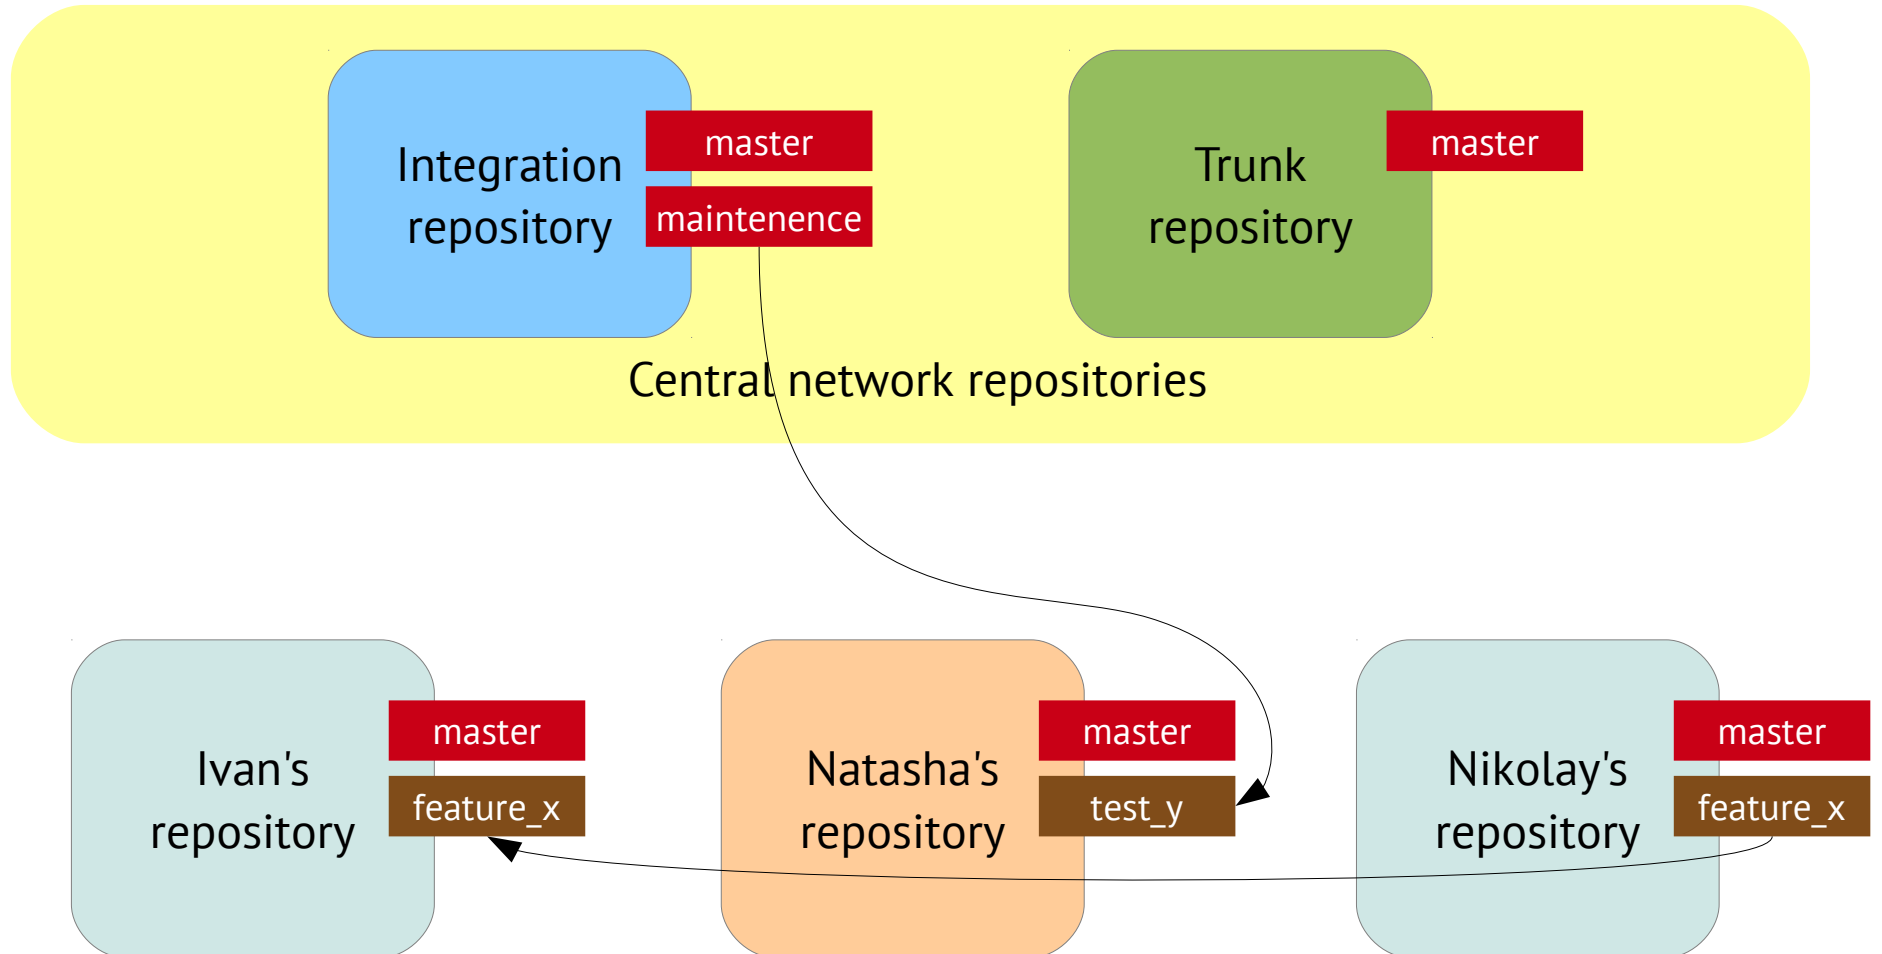 Integration
repository
master
maintenence
Trunk
repository
master
Central network repositories
Ivan's
repository
master
feature_x
Natasha's
repository
master
test_y
Nikolay's
repository
master
feature_x